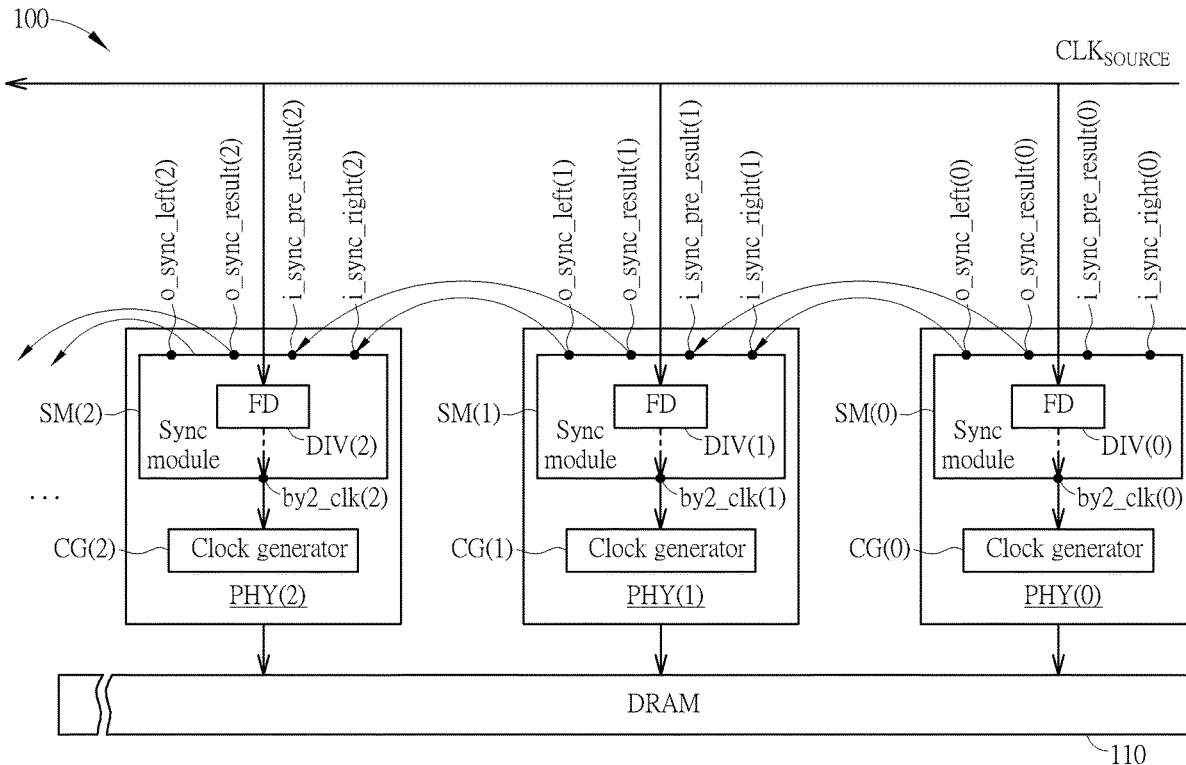 100
CLKSOURCE
o_sync_left(2)
o_sync_result(2)
i_sync_pre_result(2)
i_sync_right(2)
o_sync_left(1)
o_sync_result(1)
i_sync_pre_result(1)
i_sync_right(1)
o_sync_left(0)
o_sync_result(0)
i_sync_pre_result(0)
i_sync_right(0)
SM(2)
FD
Sync
module
DIV(2)
SM(1)
FD
Sync
module
DIV(1)
SM(0)
FD
Sync
module
DIV(0)
...
by2_clk(2)
by2_clk(1)
by2_clk(0)
CG(2)
Clock generator
CG(1)
Clock generator
CG(0)
Clock generator
PHY(2)
PHY(1)
PHY(0)
DRAM
110